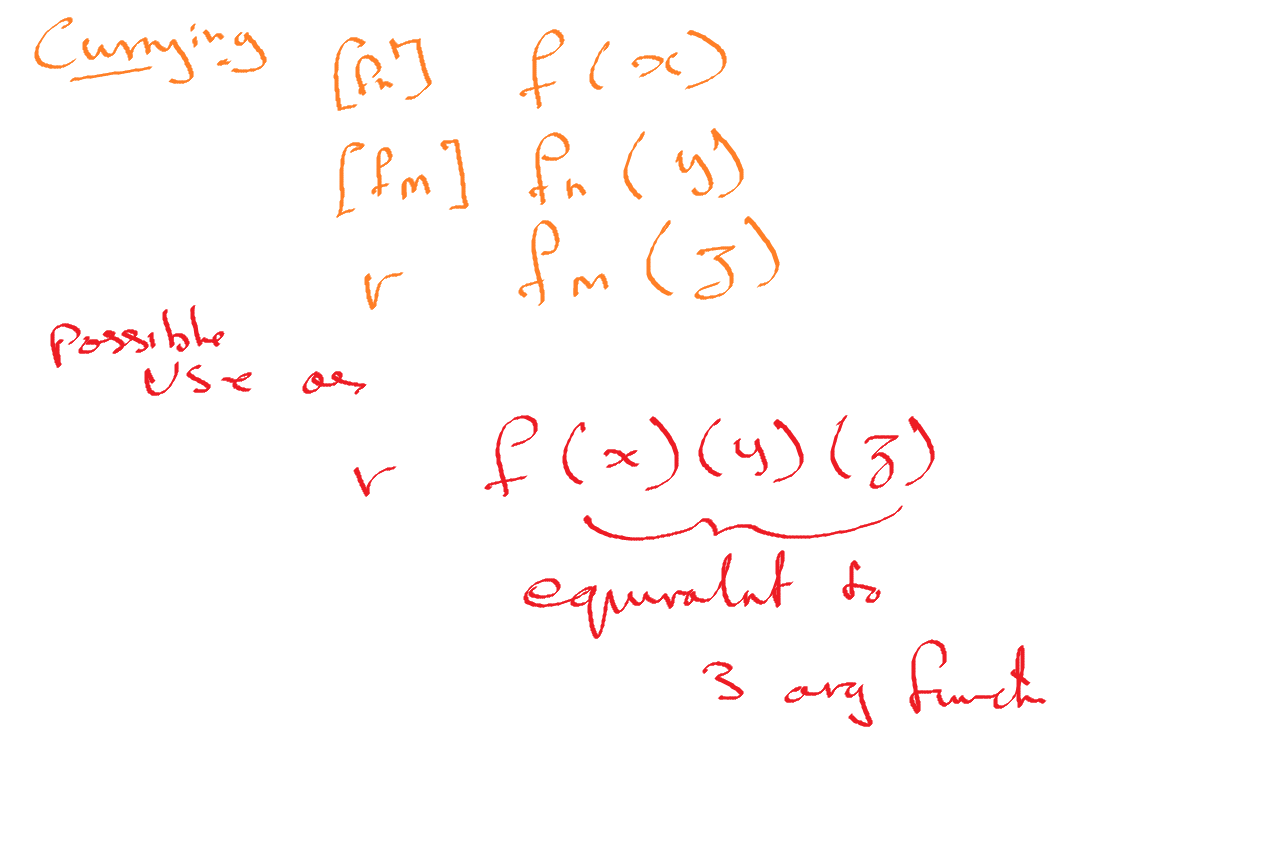 Currying [fn] f(x)
[fm] fn(y)
r fm(z)
Possible
Use as
r f(x)(y)(z)
equivalent to
3 arg funct